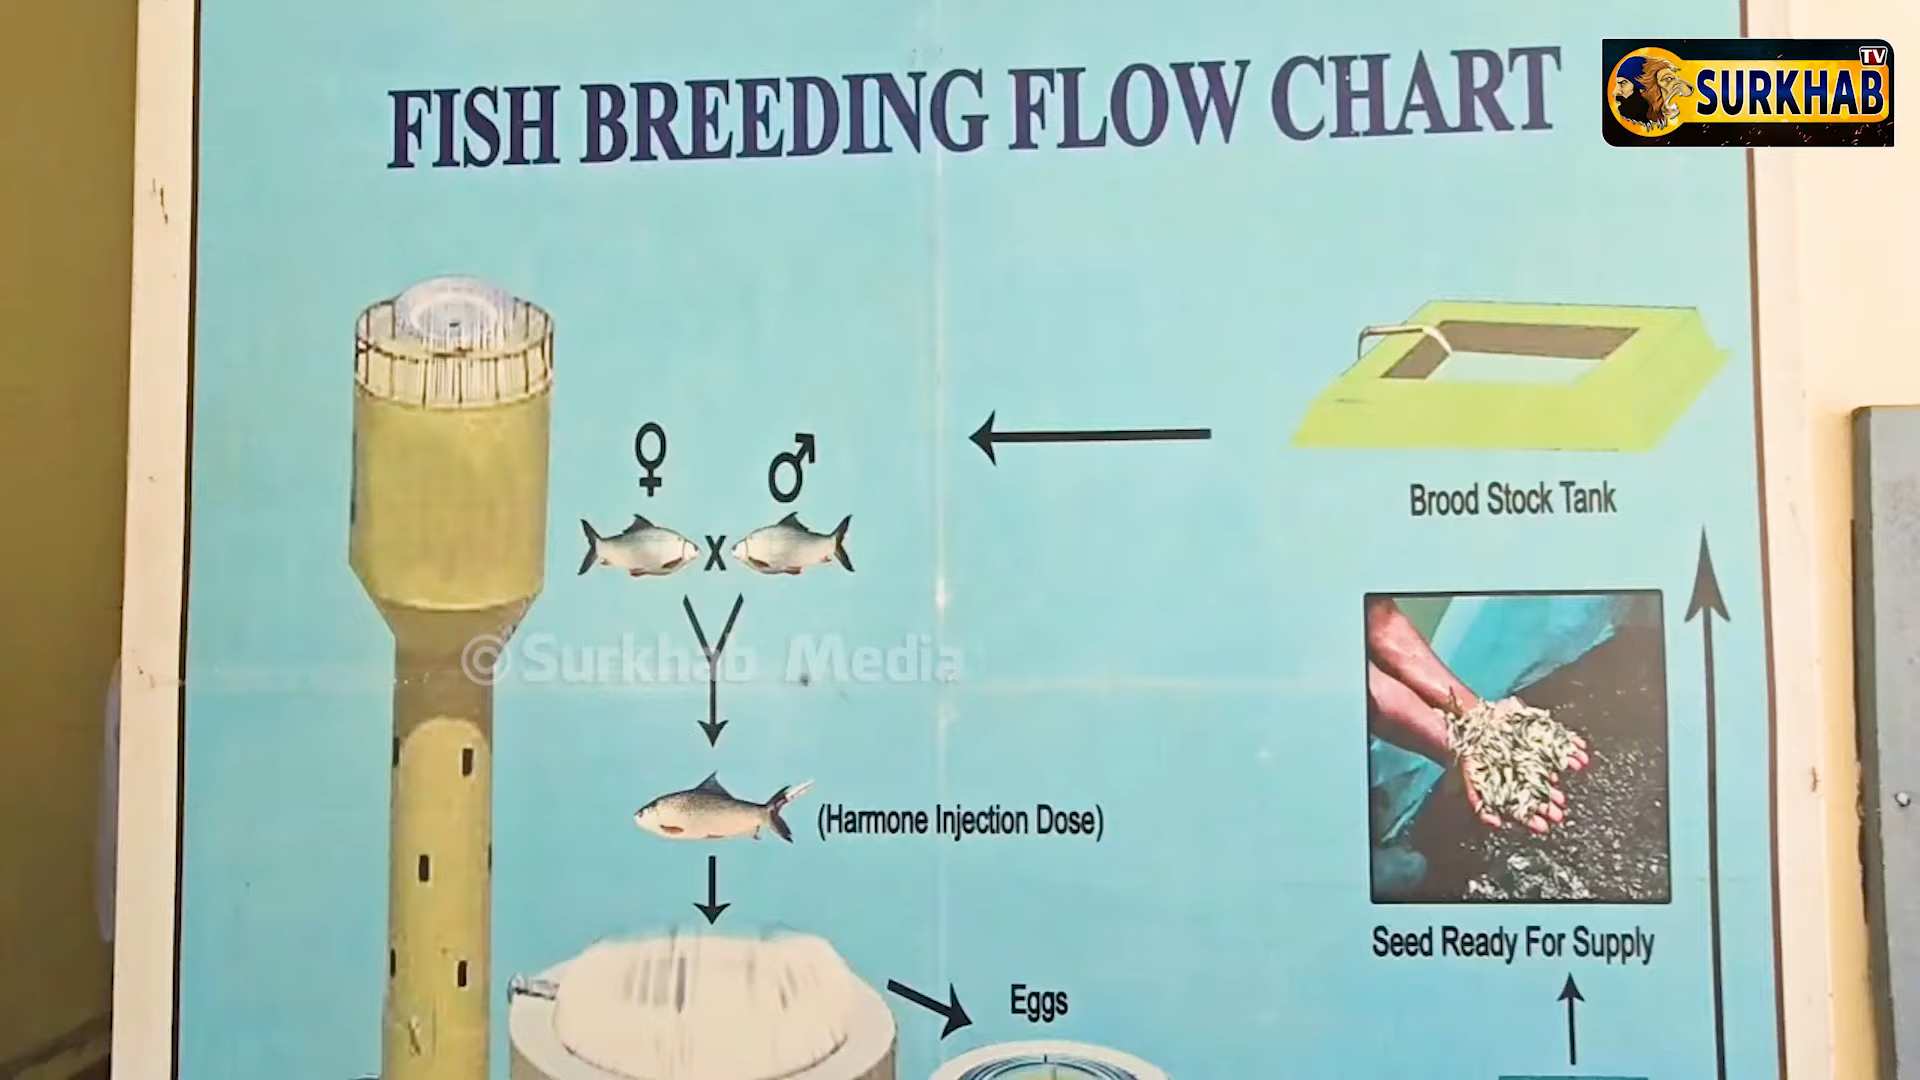 FISH BREEDING FLOW CHART
TV
SURKHAB
Brood Stock Tank
X
©Surkhab Media
(Harmone Injection Dose)
Seed Ready For Supply
Eggs